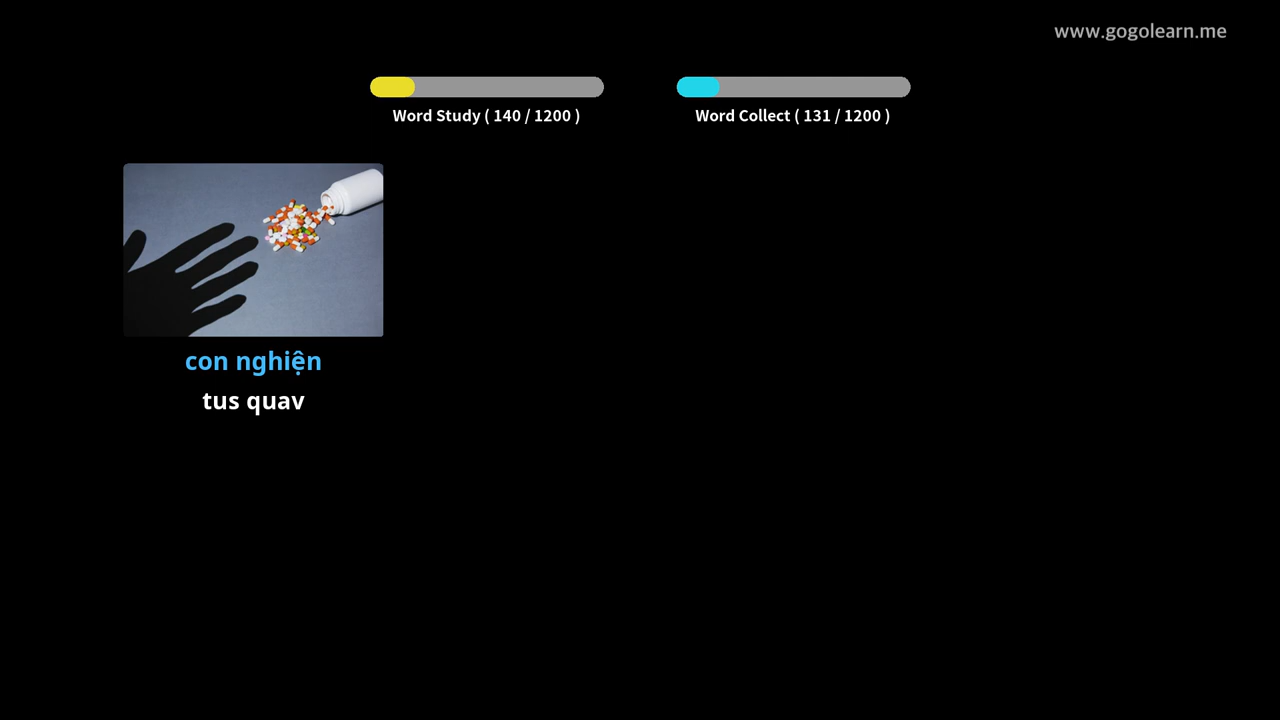 www.gogolearn.me
Word Study ( 140 / 1200 )
Word Collect ( 131 / 1200 )
con nghiện
tus quav